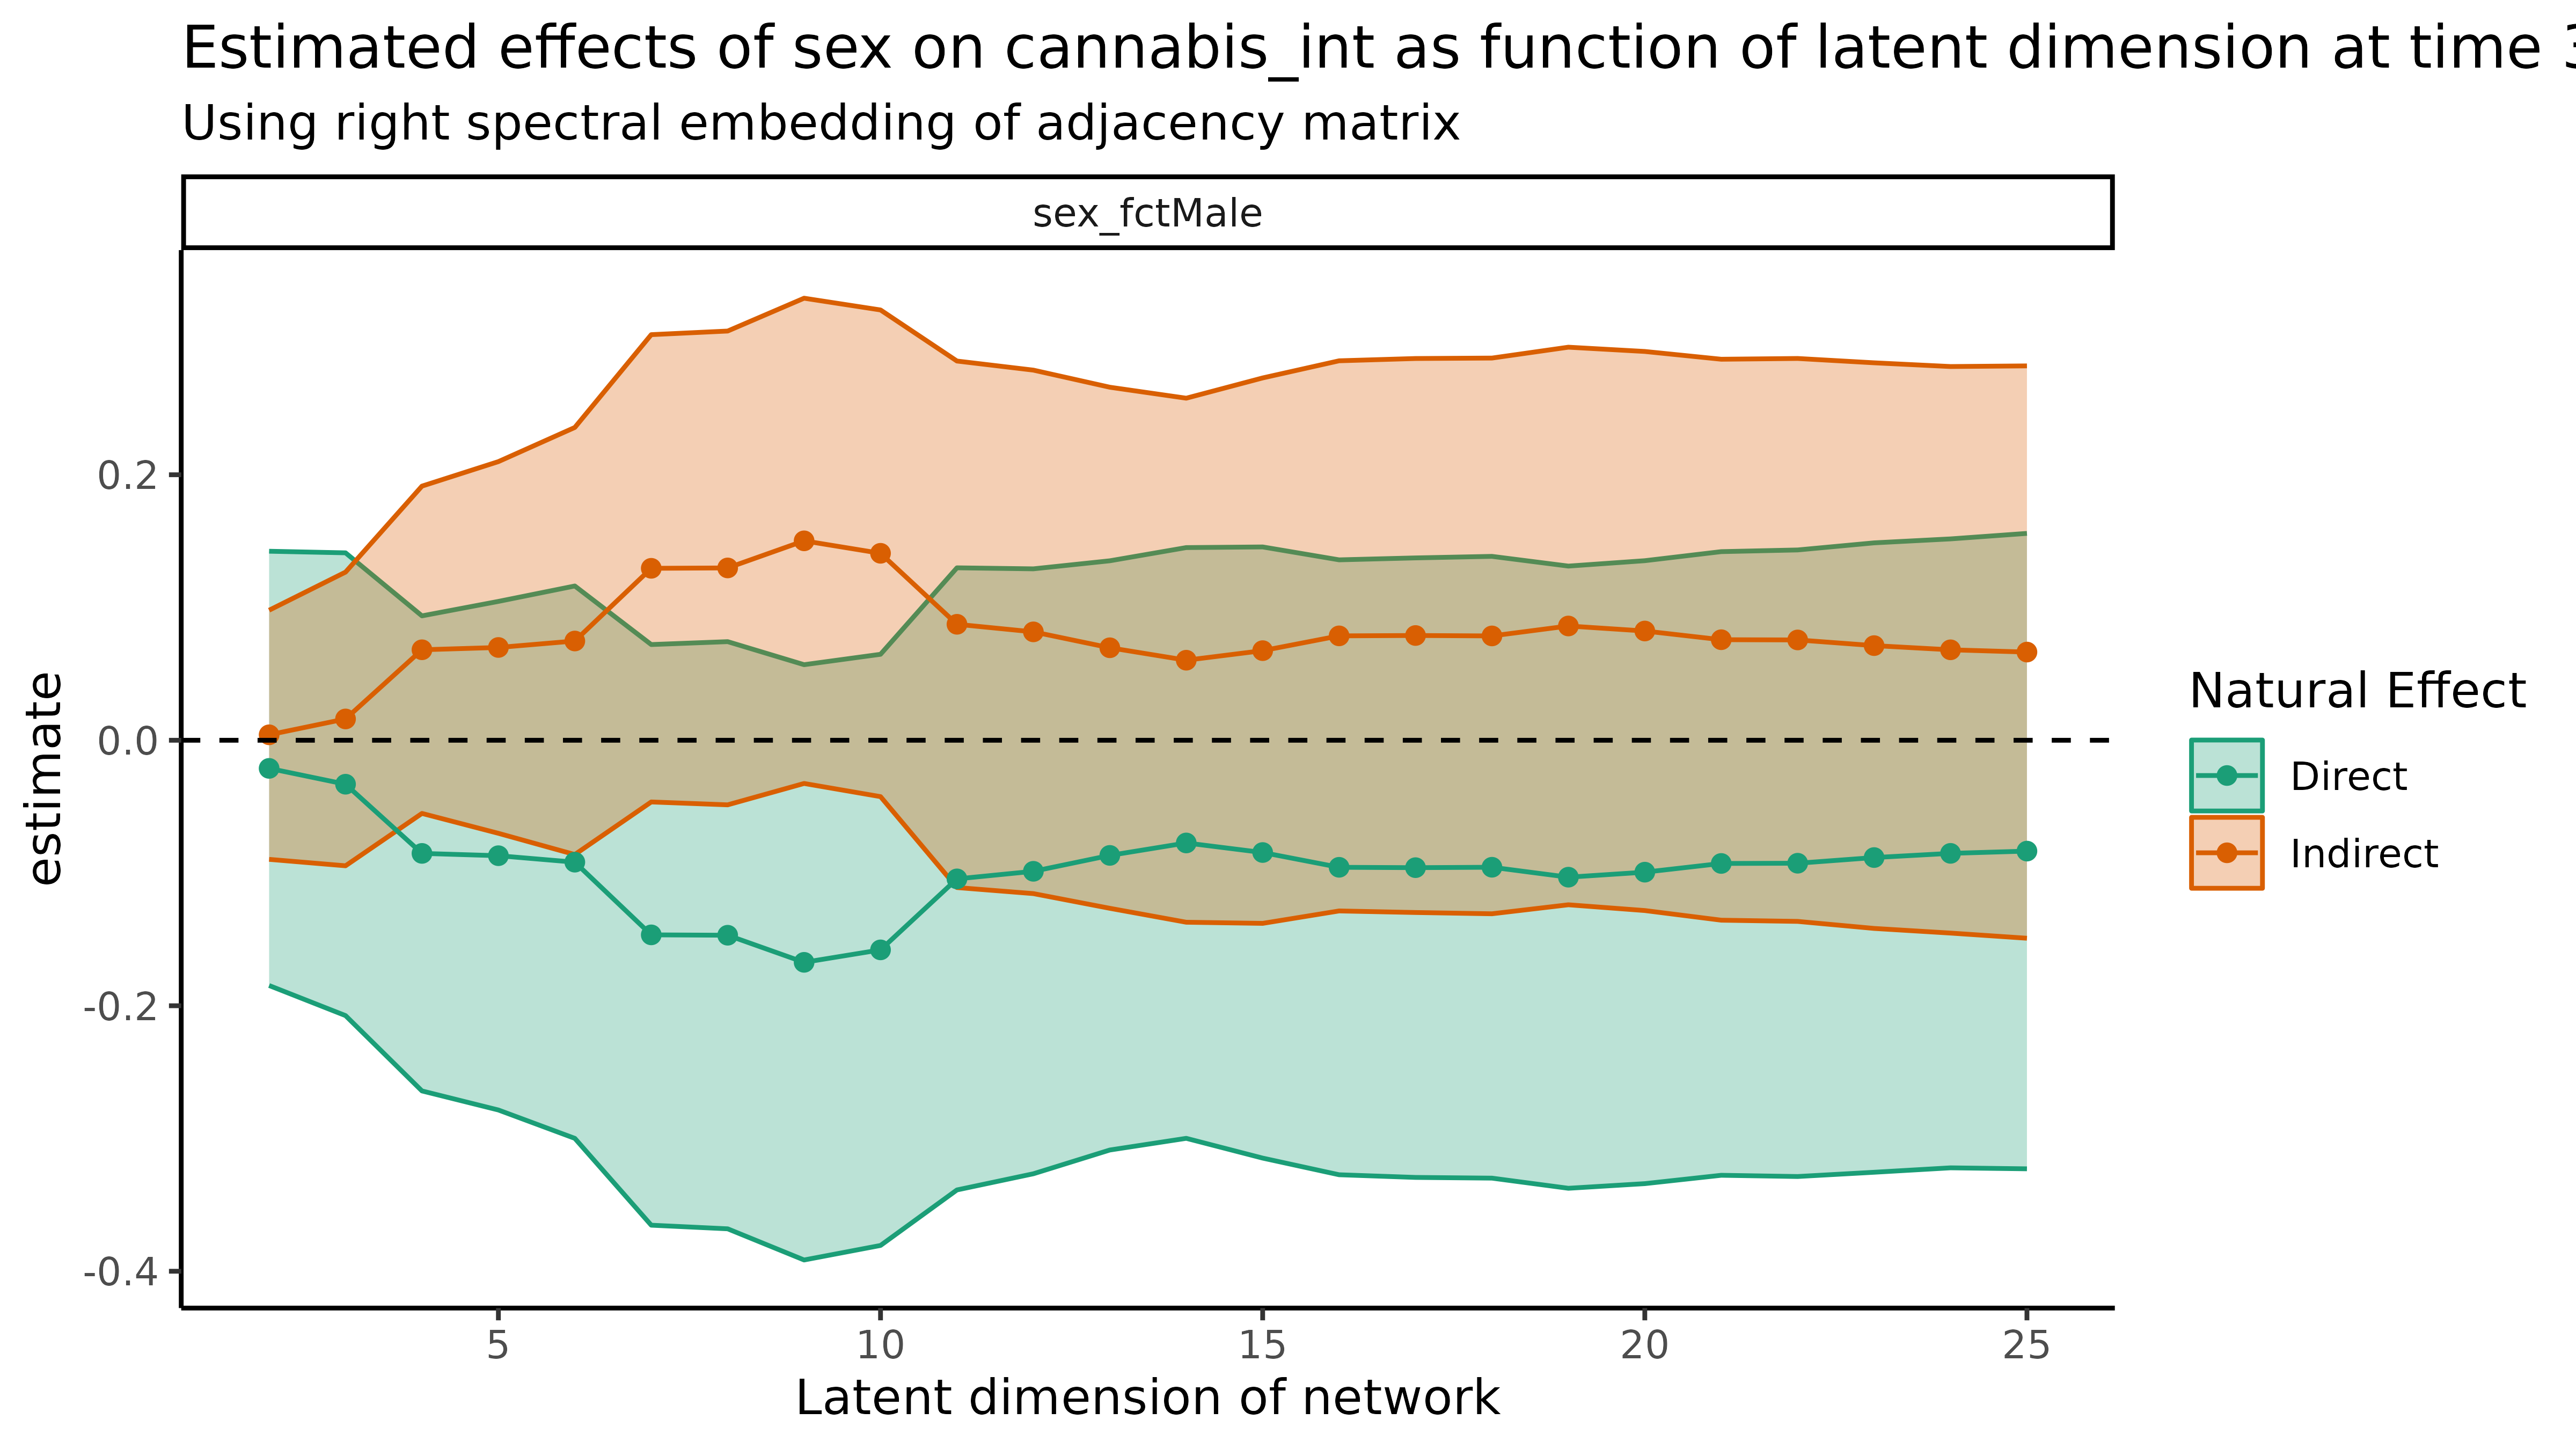 Estimated effects of sex on cannabis_int as function of latent dimension at time 3
Using right spectral embedding of adjacency matrix
sex_fctMale
0.2
0.0
-0.2
-0.4
estimate
5 10 15 20 25
Latent dimension of network
Natural Effect
Direct
Indirect